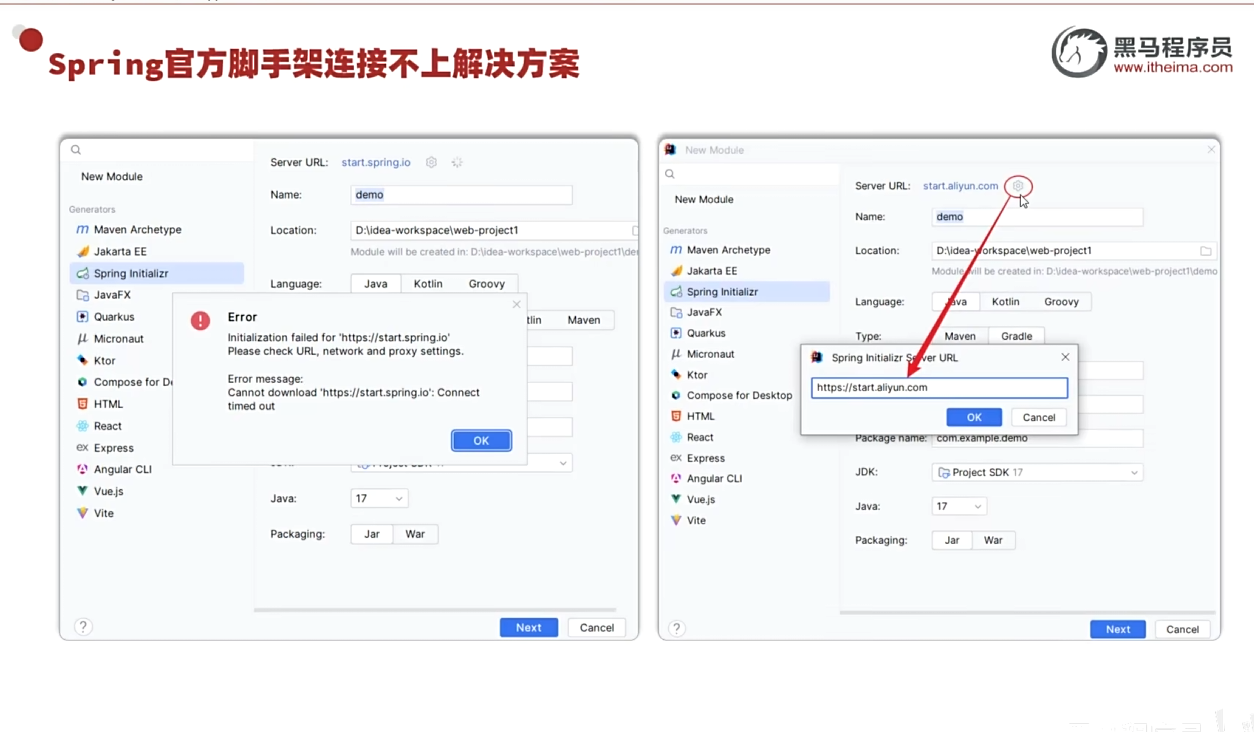 Spring官方脚手架连接不上解决方案
黑马程序员
www.itheima.com
New Module
Generators
Maven Archetype
Jakarta EE
Spring Initializr
JavaFX
Quarkus
Micronaut
Ktor
Compose for De
HTML
React
Express
Angular CLI
Vue.js
Vite
Server URL: start.spring.io
Name: demo
Location: D:\idea-workspace\web-project1
Module will be created in: D:\idea-workspace\web-project1\der
Language: Java Kotlin Groovy
Maven
Error
Initialization failed for 'https://start.spring.io'
Please check URL, network and proxy settings.
Error message:
Cannot download 'https://start.spring.io': Connect
timed out
OK
Java: 17
Packaging: Jar War
? Next Cancel
New Module
New Module
Generators
Maven Archetype
Jakarta EE
Spring Initializr
JavaFX
Quarkus
Micronaut
Ktor
Compose for Desktop
HTML
React
Express
Angular CLI
Vue.js
Vite
Server URL: start.aliyun.com
Name: demo
Location: D:\idea-workspace\web-project1
Module will be created in: D:\idea-workspace\web-project1\demo
Language: Java Kotlin Groovy
Type: Maven Gradle
Spring Initializr Server URL
https://start.aliyun.com
OK Cancel
Package name: com.example.demo
JDK: Project SDK 17
Java: 17
Packaging: Jar War
? Next Cancel